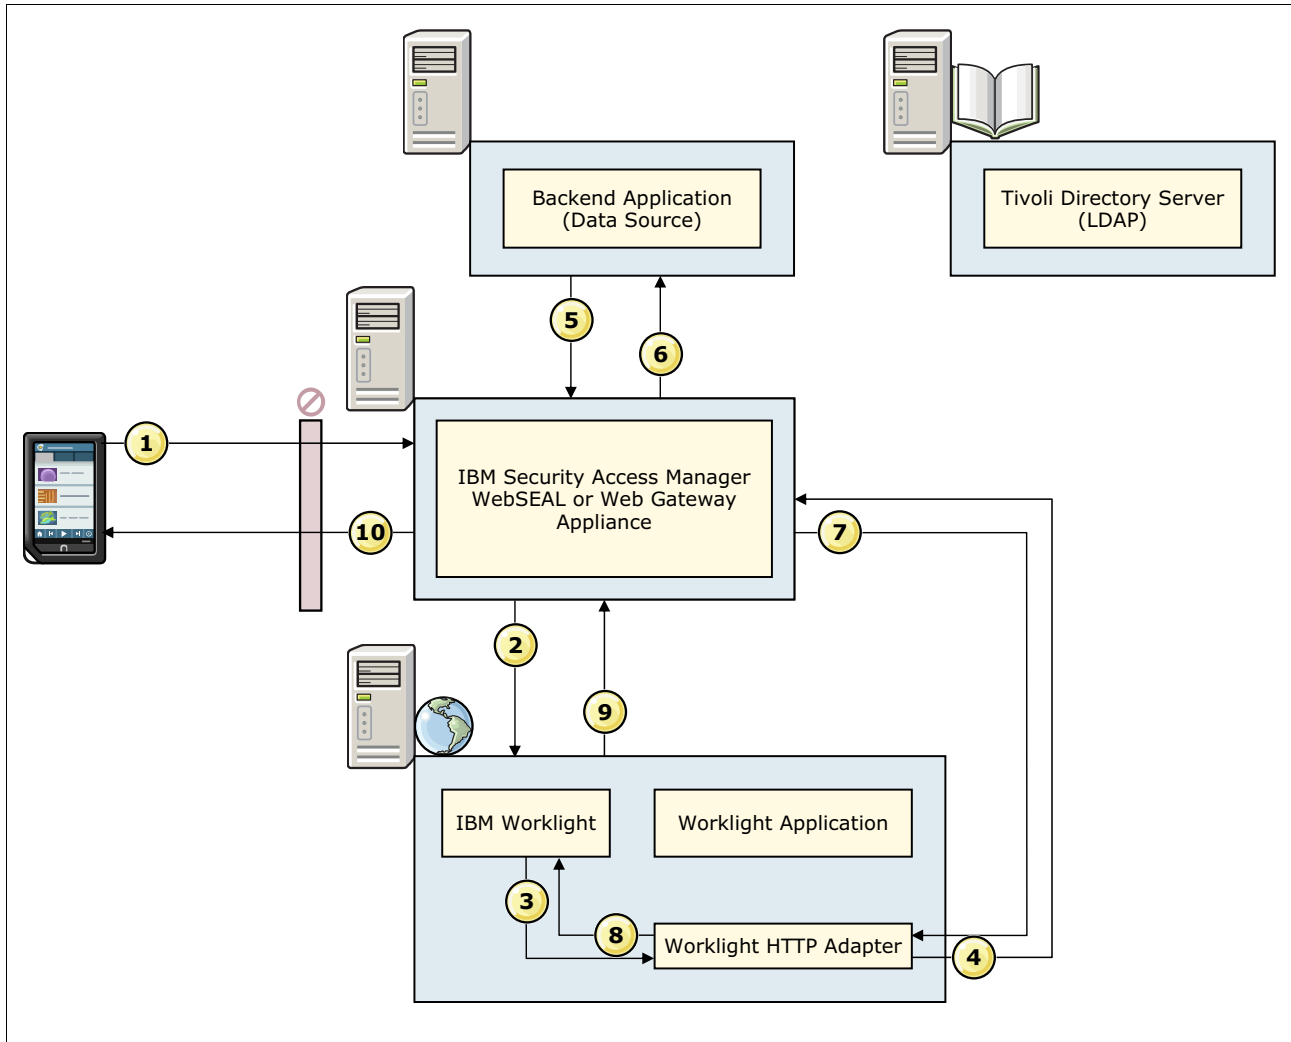 Backend Application
(Data Source)
Tivoli Directory Server
(LDAP)
5
6
1
IBM Security Access Manager
WebSEAL or Web Gateway
Appliance
10
7
2
9
IBM Worklight
Worklight Application
3
8
Worklight HTTP Adapter
4